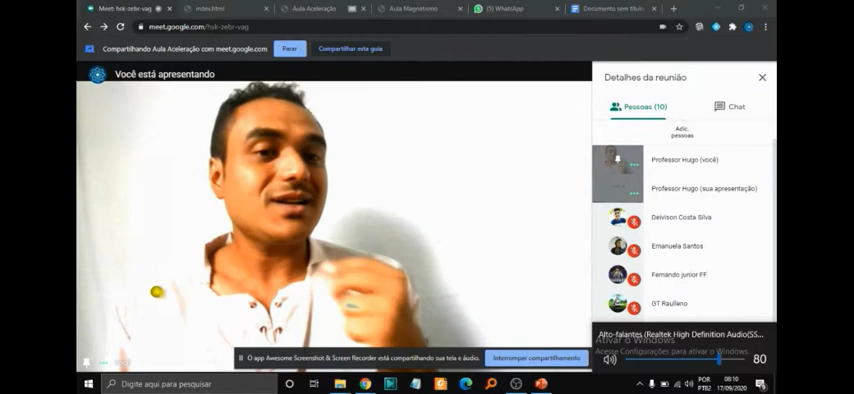 Meet: hsk-zebr-vag
index.html
Aula Aceleração
Aula Magnetismo
(5) WhatsApp
Documento sem título
meet.google.com/hsk-zebr-vag
Compartilhando Aula Aceleração com meet.google.com
Parar
Compartilhar esta guia
Você está apresentando
Detalhes da reunião
Pessoas (10)
Chat
Adic.
pessoas
Professor Hugo (você)
Professor Hugo (sua apresentação)
Deivison Costa Silva
Emanuela Santos
Fernando junior FF
GT Raulleno
Alto-falantes (Realtek High Definition Audio(SS...
Ativar o Windows
Acesse Configurações para ativar o Windows.
80
O app Awesome Screenshot & Screen Recorder está compartilhando sua tela e áudio.
Interromper compartilhamento
Digite aqui para pesquisar
POR
PTB2
08:10
17/09/2020